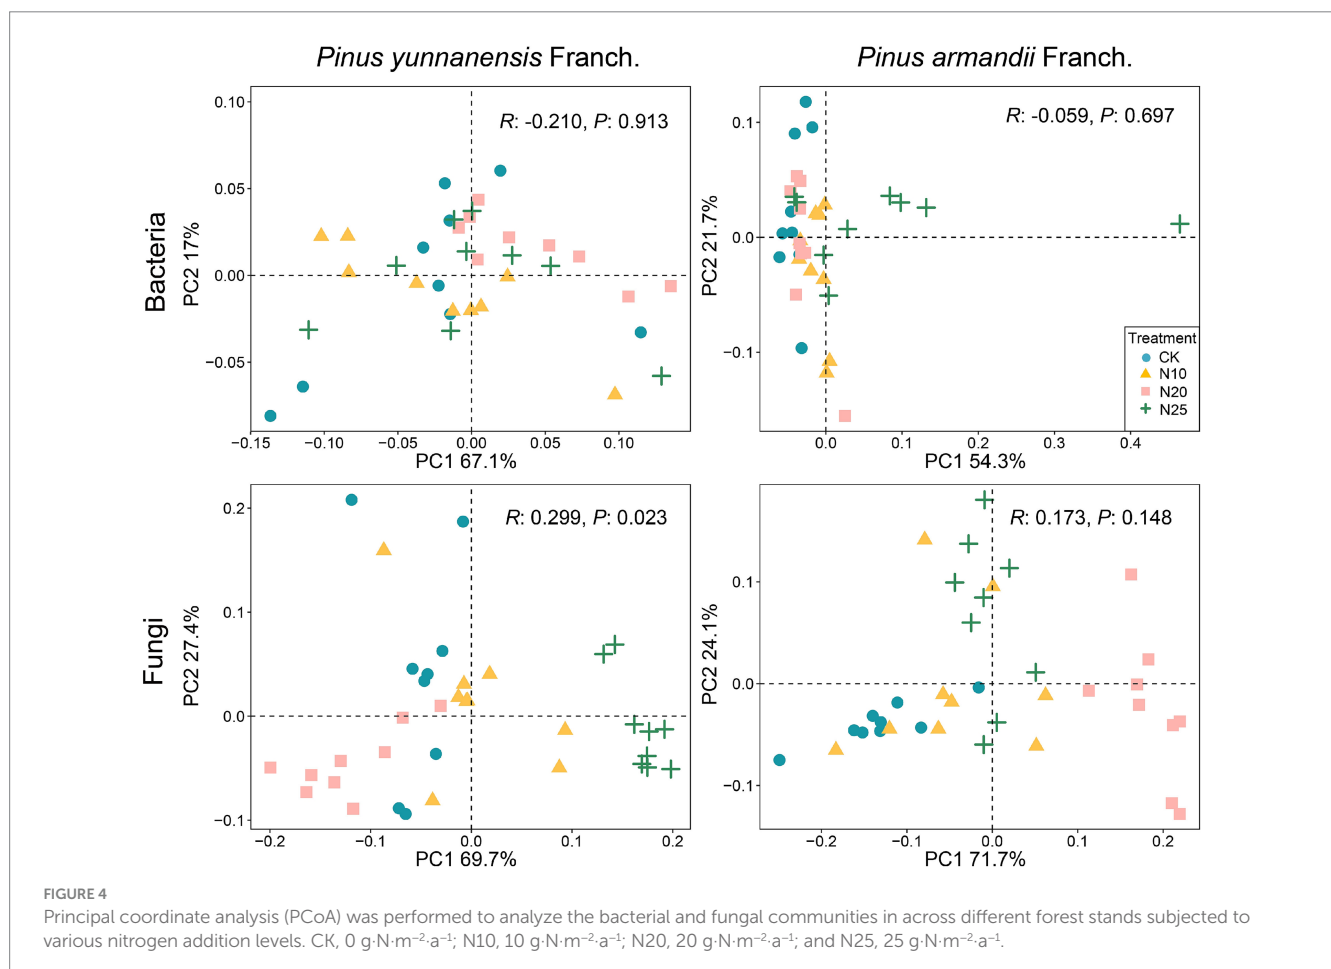 Pinus yunnanensis Franch.
Pinus armandii Franch.
Bacteria
PC2 17%
0.10
0.05
0.00
−0.05
R: -0.210, P: 0.913
−0.15
−0.10
−0.05
0.00
0.05
0.10
PC1 67.1%
PC2 21.7%
0.1
0.0
−0.1
R: -0.059, P: 0.697
Treatment
CK
N10
N20
N25
0.0
0.1
0.2
0.3
0.4
PC1 54.3%
Fungi
PC2 27.4%
0.2
0.1
0.0
−0.1
R: 0.299, P: 0.023
−0.2
−0.1
0.0
0.1
0.2
PC1 69.7%
PC2 24.1%
0.1
0.0
−0.1
R: 0.173, P: 0.148
−0.2
−0.1
0.0
0.1
0.2
PC1 71.7%
FIGURE 4
Principal coordinate analysis (PCoA) was performed to analyze the bacterial and fungal communities in across different forest stands subjected to
various nitrogen addition levels. CK, 0 g·N·m⁻²·a⁻¹; N10, 10 g·N·m⁻²·a⁻¹; N20, 20 g·N·m⁻²·a⁻¹; and N25, 25 g·N·m⁻²·a⁻¹.